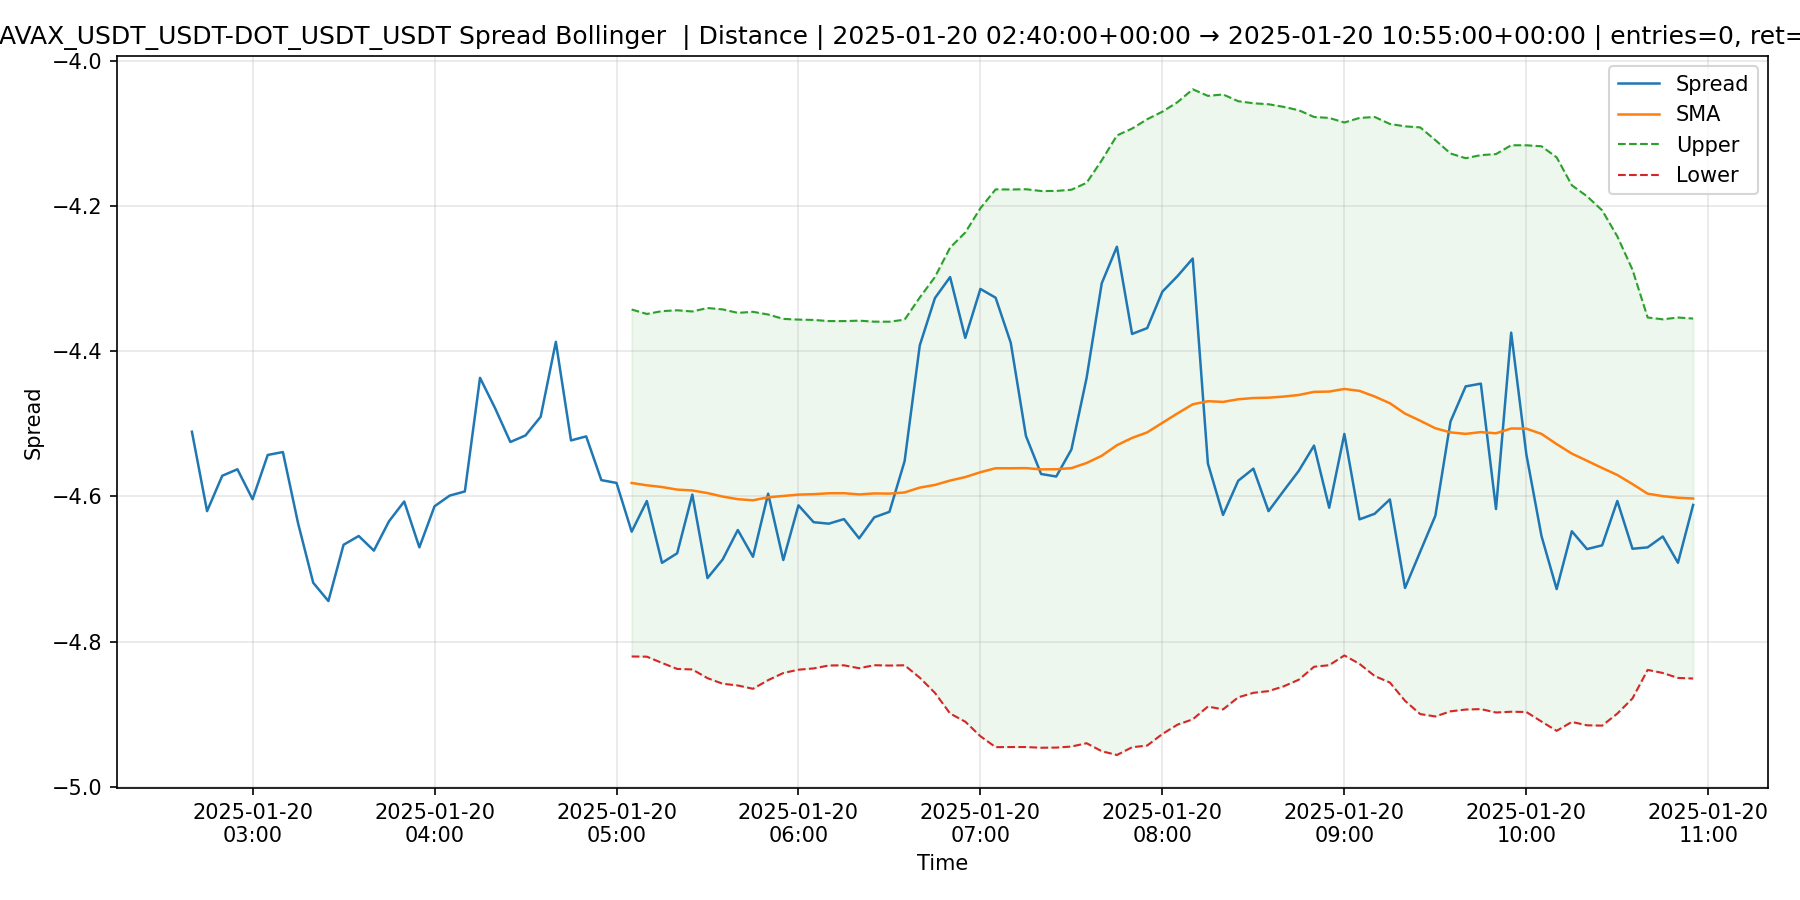 AVAX_USDT_USDT-DOT_USDT_USDT Spread Bollinger | Distance | 2025-01-20 02:40:00+00:00 → 2025-01-20 10:55:00+00:00 | entries=0, ret=
Spread
SMA
Upper
Lower
−4.0
−4.2
−4.4
−4.6
−4.8
−5.0
Spread
2025-01-20 03:00
2025-01-20 04:00
2025-01-20 05:00
2025-01-20 06:00
2025-01-20 07:00
2025-01-20 08:00
2025-01-20 09:00
2025-01-20 10:00
2025-01-20 11:00
Time